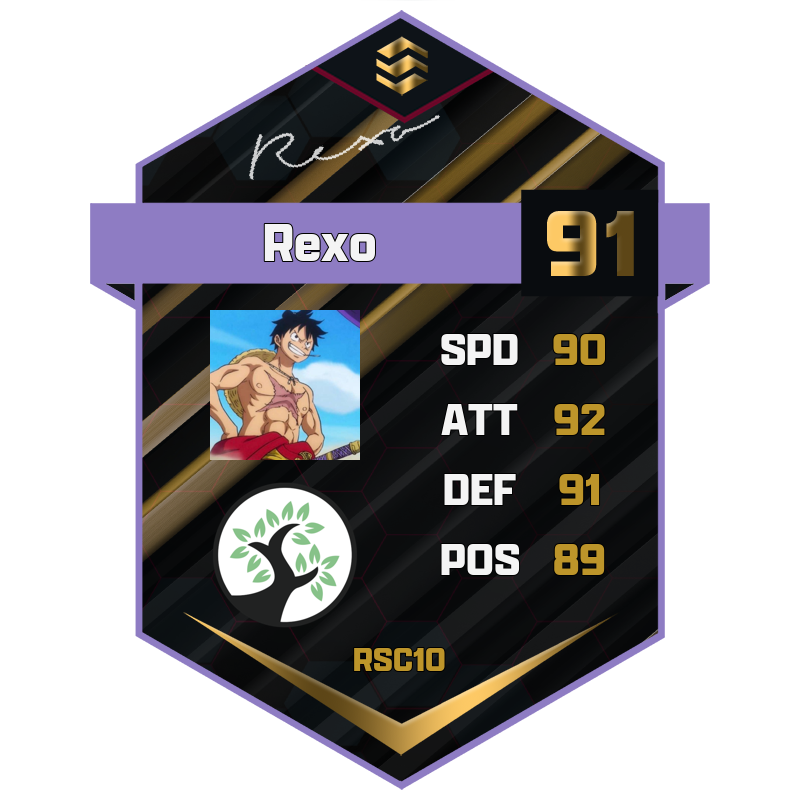 Rexo
Rexo 91
SPD 90
ATT 92
DEF 91
POS 89
RSC10